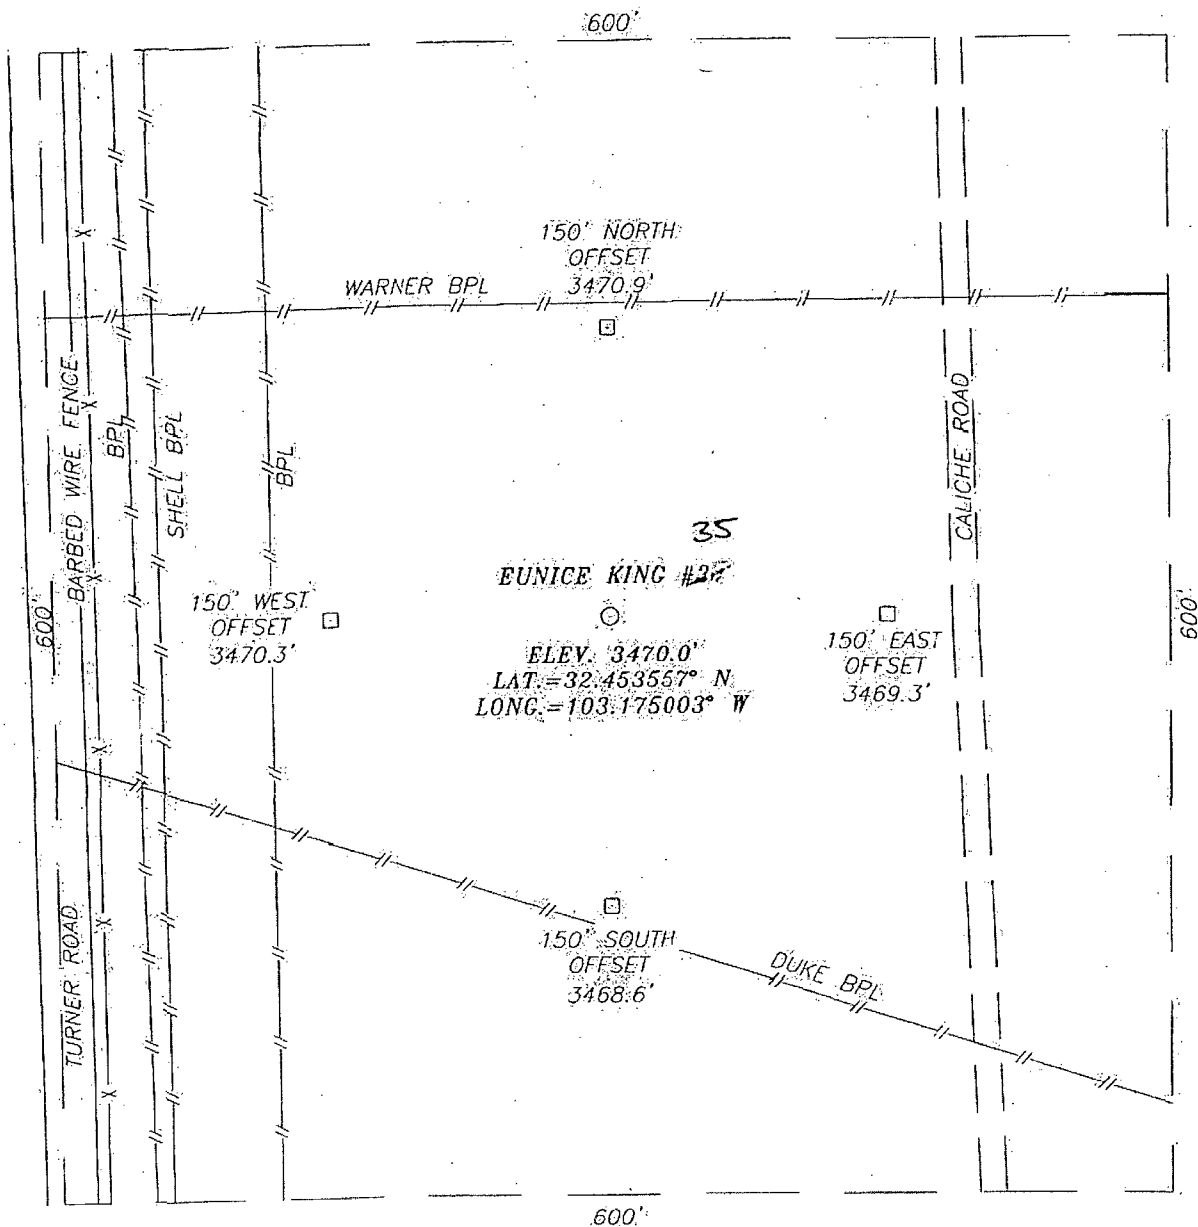 600'
150' NORTH
OFFSET
3470.9'
WARNER BPL
BARBED WIRE FENCE
BPL
SHELL BPL
BPL
CALICHE ROAD
35
EUNICE KING #
150' WEST
OFFSET
3470.3'
600'
ELEV. 3470.0'
LAT.=32.453557° N
LONG.=103.175003° W
150' EAST
OFFSET
3469.3'
600'
150' SOUTH
OFFSET
3468.6'
DUKE BPL
TURNER ROAD
600'